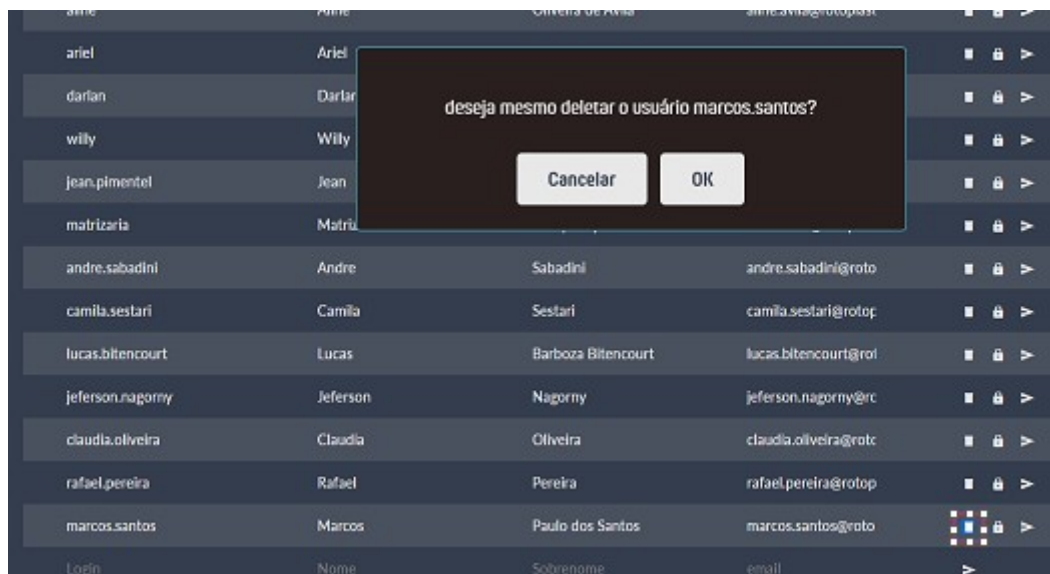 ariel Ariel
darlan Darlan
deseja mesmo deletar o usuário marcos.santos?
willy Willy
Cancelar OK
jean.pimentel Jean
matrizaria
andre.sabadini Andre Sabadini andre.sabadini@roto
camila.sestari Camila Sestari camila.sestari@rotop
lucas.bitencourt Lucas Barboza Bitencourt lucas.bitencourt@rot
jeferson.nagorny Jeferson Nagorny jeferson.nagorny@rc
claudia.oliveira Claudia Oliveira claudia.oliveira@rotc
rafael.pereira Rafael Pereira rafael.pereira@rotop
marcos.santos Marcos Paulo dos Santos marcos.santos@roto
Login Nome Sobrenome email